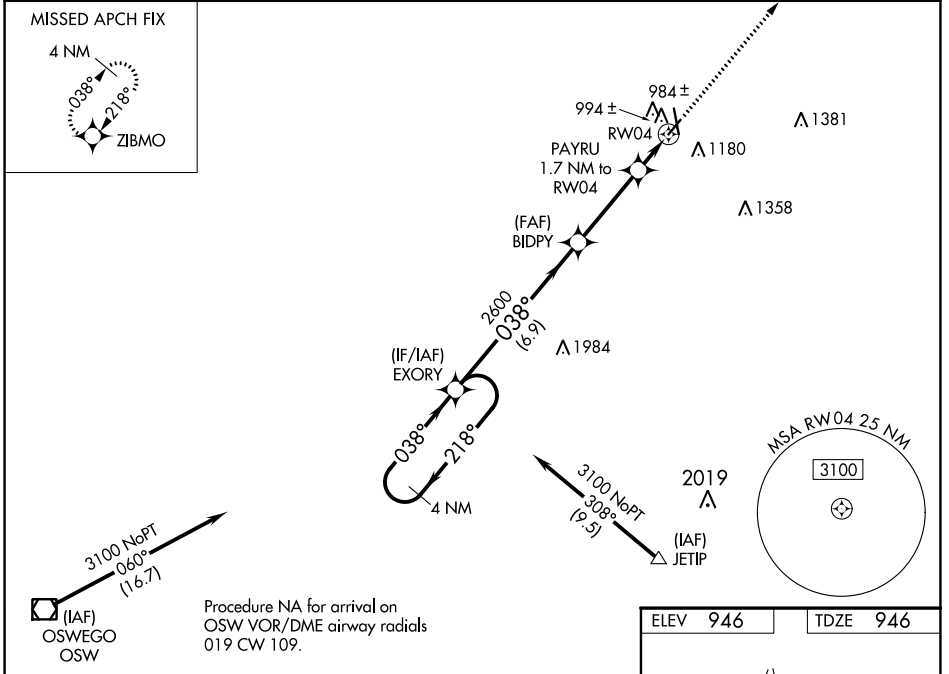 MISSED APCH FIX
4 NM
038°
218°
ZIBMO
984 ±
994 ±
RW04
1381
1180
PAYRU
1.7 NM to
RW04
1358
(FAF)
BIDPY
2600
038°
(6.9)
1984
(IF/IAF)
EXORY
038°
218°
4 NM
MSA RW04 25 NM
3100
2019
3100 NoPT
308°
(9.5)
(IAF)
JETIP
3100 NoPT
060°
(16.7)
(IAF)
OSWEGO
OSW
Procedure NA for arrival on
OSW VOR/DME airway radials
019 CW 109.
ELEV 946
TDZE 946